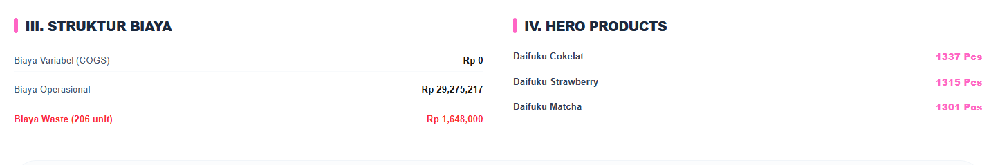 III. STRUKTUR BIAYA
Biaya Variabel (COGS) Rp 0
Biaya Operasional Rp 29,275,217
Biaya Waste (206 unit) Rp 1,648,000
IV. HERO PRODUCTS
Daifuku Cokelat 1337 Pcs
Daifuku Strawberry 1315 Pcs
Daifuku Matcha 1301 Pcs